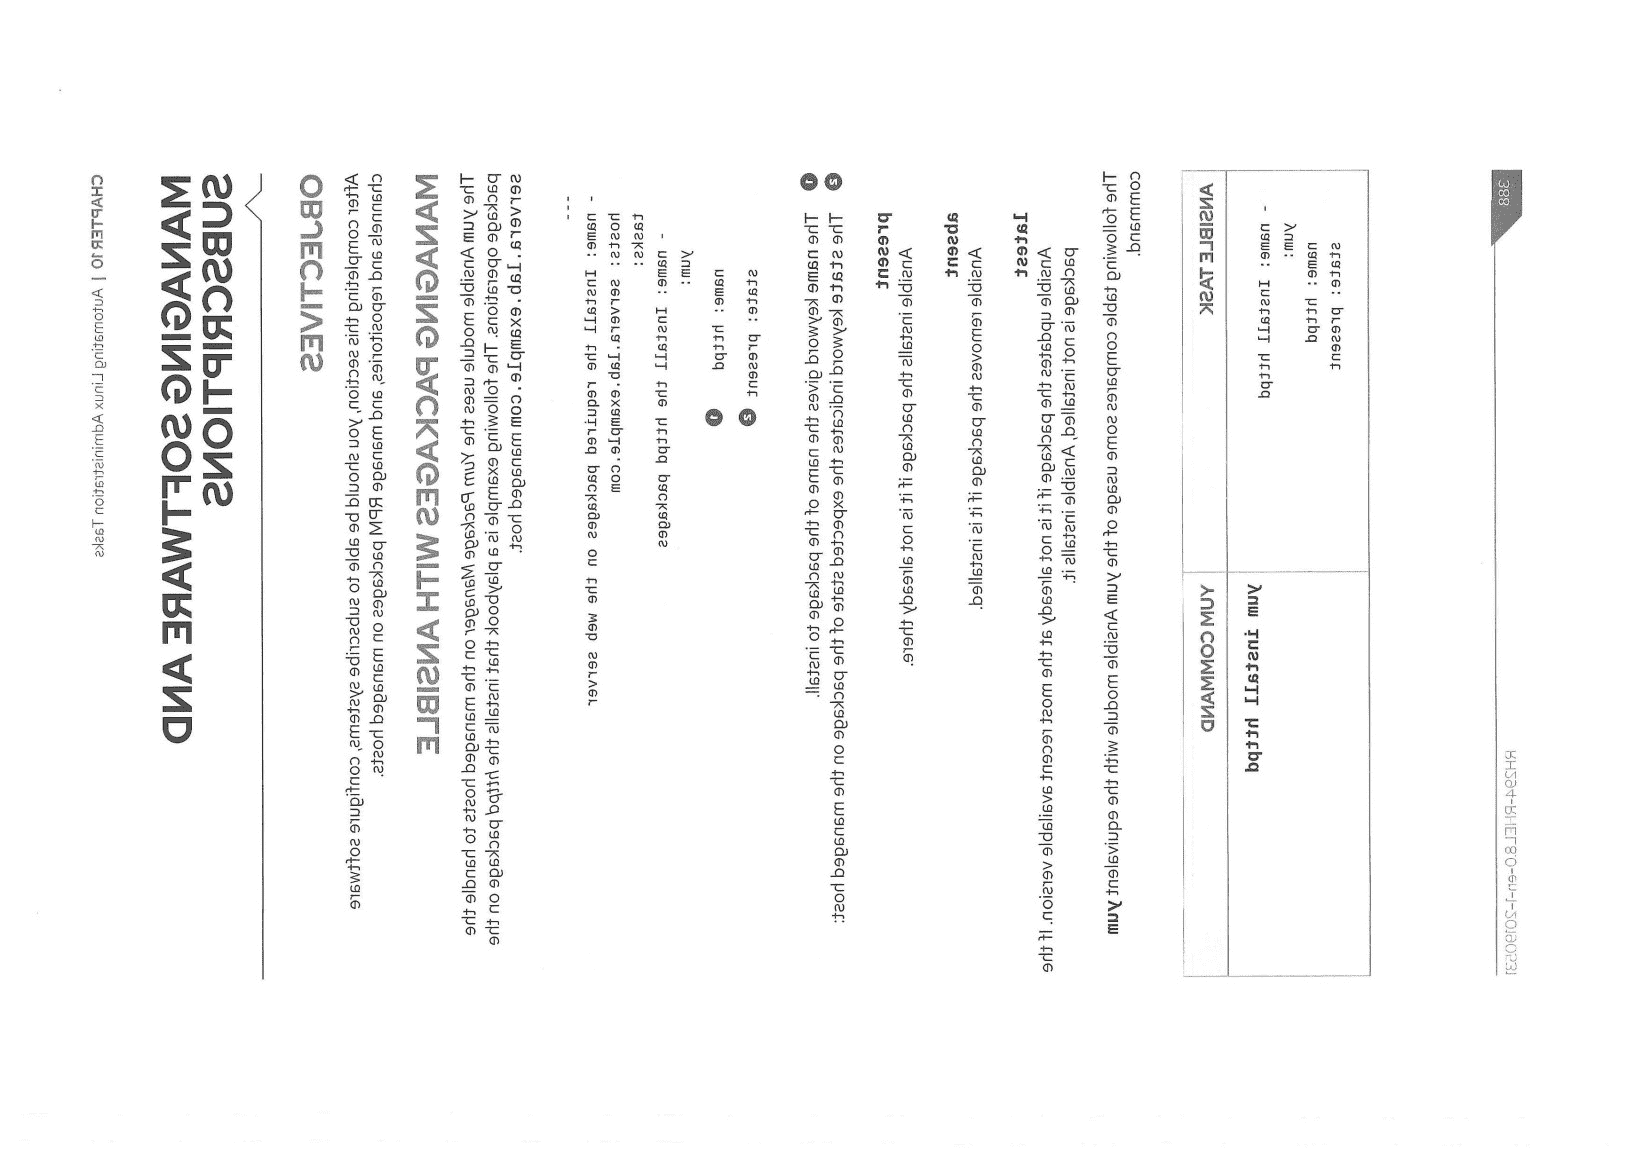 CHAPTER 10 | Automating Linux Administration Tasks
MANAGING SOFTWARE AND
SUBSCRIPTIONS
OBJECTIVES
After completing this section, you should be able to subscribe systems, configure software
channels and repositories, and manage RPM packages on managed hosts.
MANAGING PACKAGES WITH ANSIBLE
The yum Ansible module uses the Yum Package Manager on the managed hosts to handle the
package operations. The following example is a playbook that installs the httpd package on the
servera.lab.example.com managed host.
---
- name: Install the required packages on the web server
hosts: servera.lab.example.com
tasks:
- name: Install the httpd packages
yum:
name: httpd 1
state: present 2
1 The name keyword gives the name of the package to install.
2 The state keyword indicates the expected state of the package on the managed host:
present
Ansible installs the package if it is not already there.
absent
Ansible removes the package if it is installed.
latest
Ansible updates the package if it is not already at the most recent available version. If the
package is not installed, Ansible installs it.
The following table compares some usage of the yum Ansible module with the equivalent yum
command.
ANSIBLE TASK YUM COMMAND
- name: Install httpd
yum:
name: httpd
state: present
yum install httpd
388 RH294-RHEL8.0-en-1-20190531